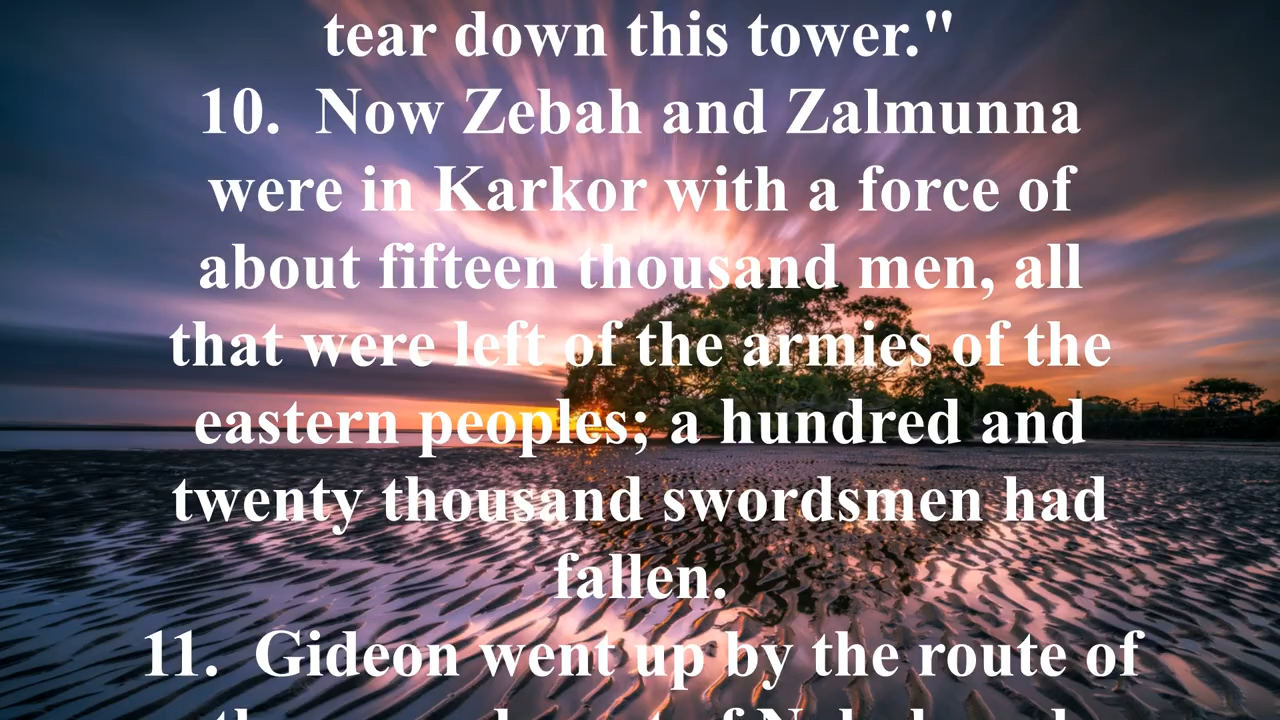 tear down this tower."
10.  Now Zebah and Zalmunna
were in Karkor with a force of
about fifteen thousand men, all
that were left of the armies of the
eastern peoples; a hundred and
twenty thousand swordsmen had
fallen.
11.  Gideon went up by the route of